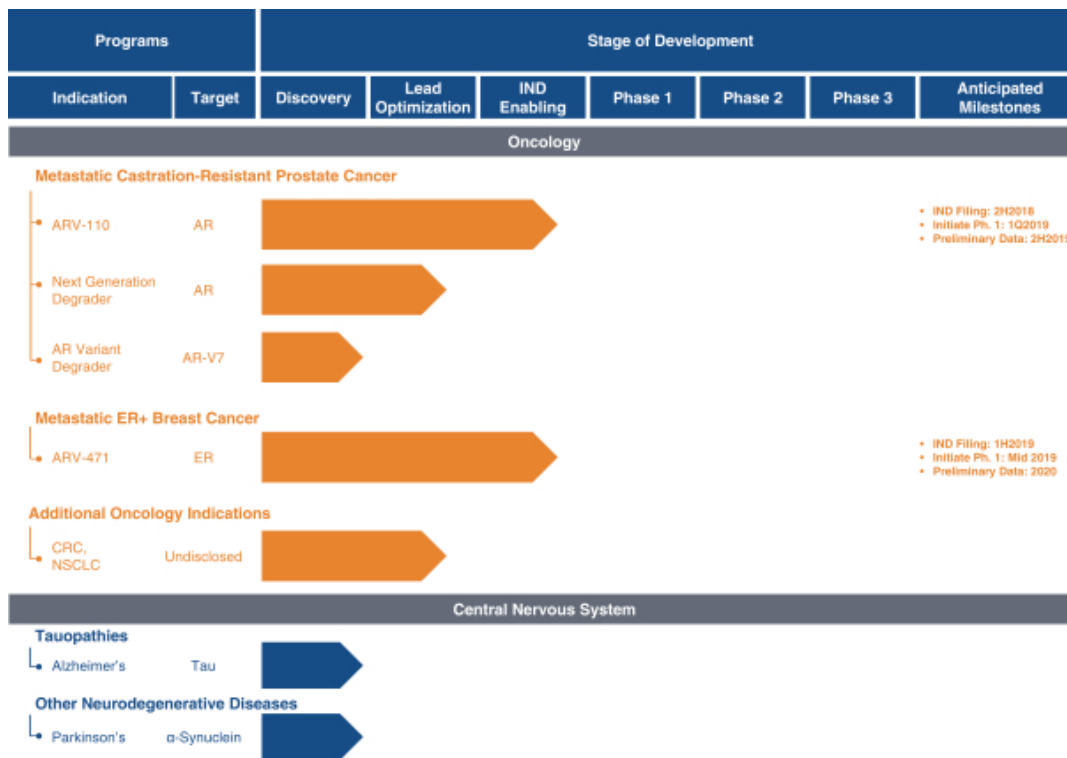 Programs
Stage of Development
Indication
Target
Discovery
Lead
Optimization
IND
Enabling
Phase 1
Phase 2
Phase 3
Anticipated
Milestones
Oncology
Metastatic Castration-Resistant Prostate Cancer
ARV-110
AR
• IND Filing: 2H2018
• Initiate Ph. 1: 1Q2019
• Preliminary Data: 2H2019
Next Generation
Degrader
AR
AR Variant
Degrader
AR-V7
Metastatic ER+ Breast Cancer
ARV-471
ER
• IND Filing: 1H2019
• Initiate Ph. 1: Mid 2019
• Preliminary Data: 2020
Additional Oncology Indications
CRC,
NSCLC
Undisclosed
Central Nervous System
Tauopathies
Alzheimer's
Tau
Other Neurodegenerative Diseases
Parkinson's
α-Synuclein